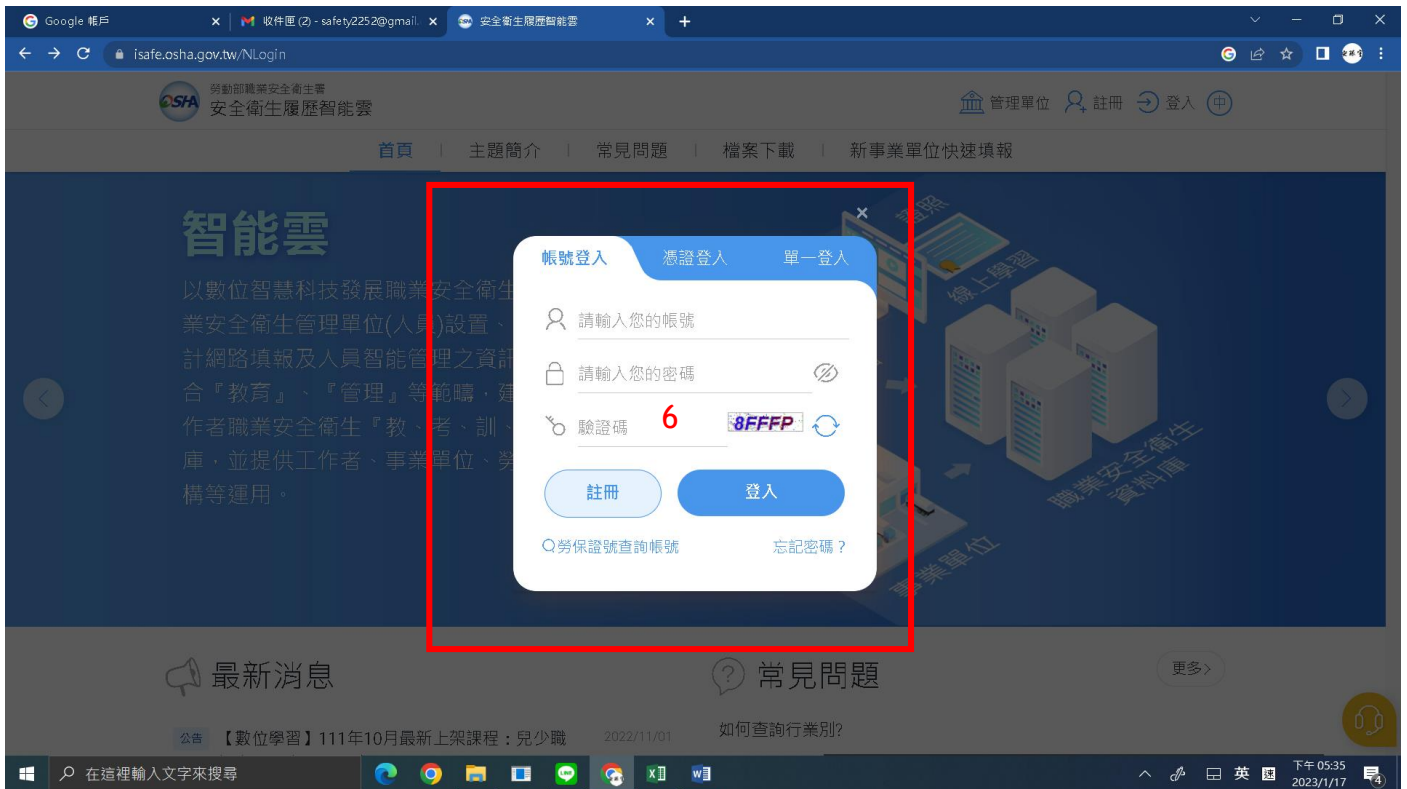 Google 帳戶
收件匣 (2) - safety2252@gmail.
安全衛生履歷智能雲
isafe.osha.gov.tw/NLogin
OSHA
勞動部職業安全衛生署
安全衛生履歷智能雲
管理單位 註冊 登入 中
首頁 主題簡介 常見問題 檔案下載 新事業單位快速填報
智能雲
以數位智慧科技發展職業安全衛生
業安全衛生管理單位(人員)設置、
計網路填報及人員智能管理之資訊
合『教育』、『管理』等範疇,建
作者職業安全衛生『教、考、訓、
庫,並提供工作者、事業單位、勞
構等運用。
證照
線上學習
職業安全衛生
資料庫
事業單位
帳號登入 憑證登入 單一登入
請輸入您的帳號
請輸入您的密碼
驗證碼 6 8FFFP
註冊 登入
勞保證號查詢帳號 忘記密碼?
最新消息
公告 【數位學習】111年10月最新上架課程:兒少職 2022/11/01
常見問題 更多>
如何查詢行業別?
在這裡輸入文字來搜尋
英
下午 05:35
2023/1/17
4